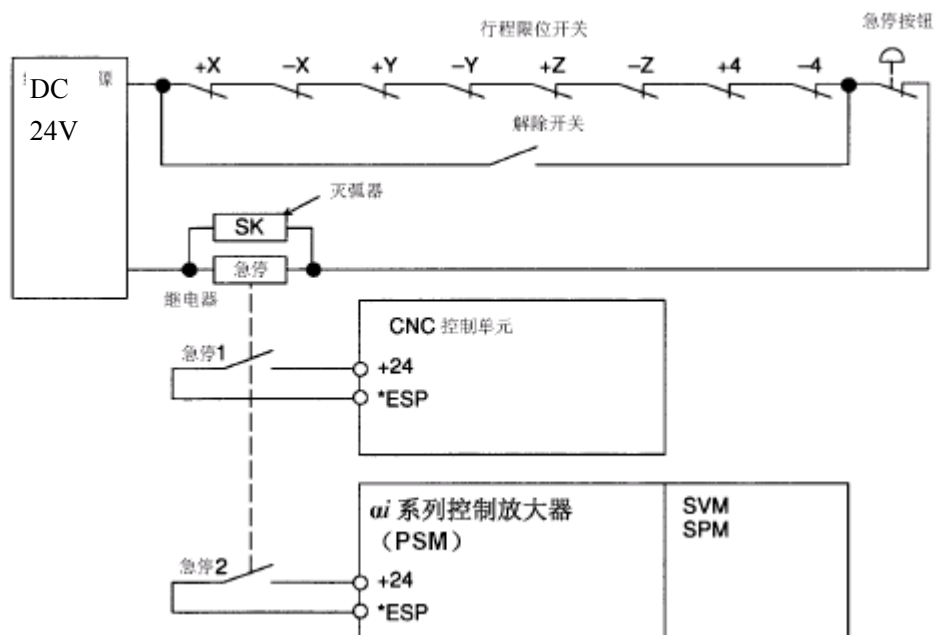 急停按钮
行程限位开关
+X −X +Y −Y +Z −Z +4 −4
DC
24V
解除开关
灭弧器
SK
急停
继电器
CNC 控制单元
急停1
+24
*ESP
αi 系列控制放大器
（PSM）
SVM
SPM
急停2
+24
*ESP